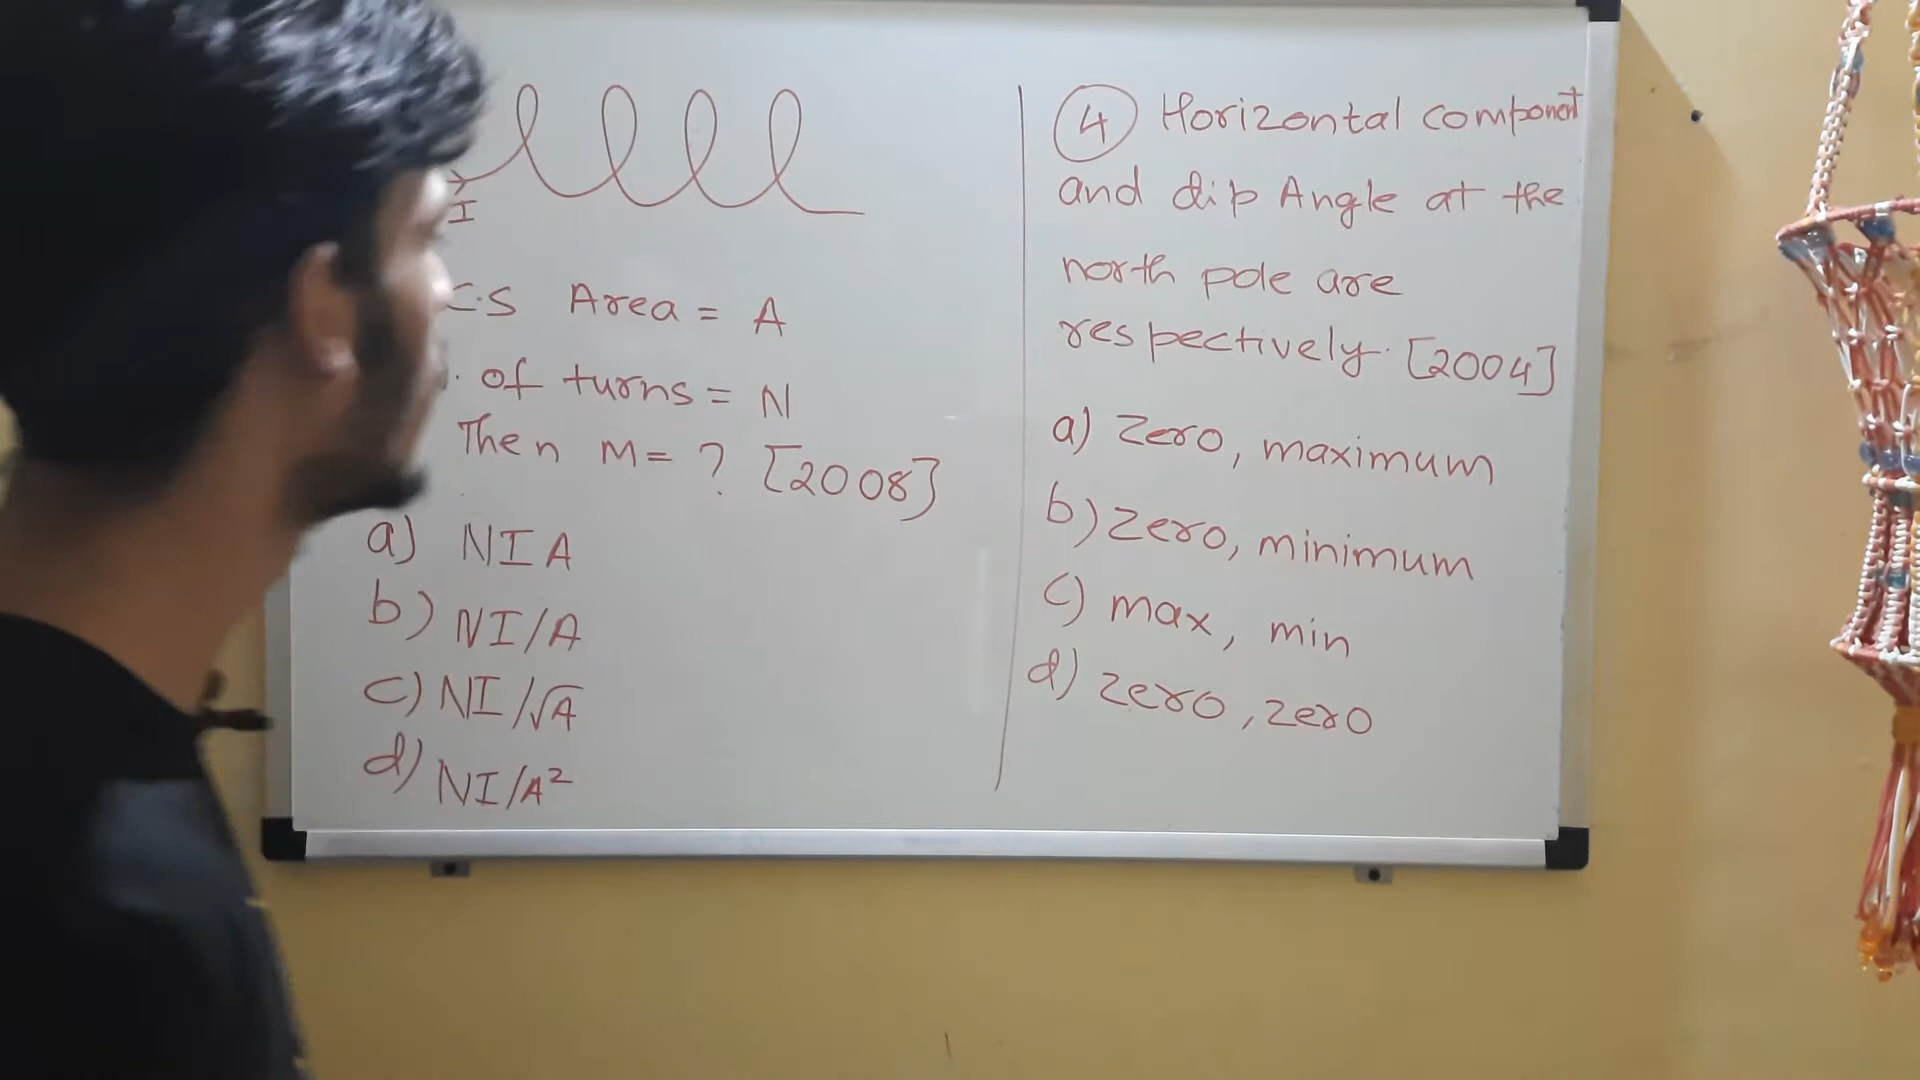 I
C.S Area = A
. of turns = N
Then M = ? [2008]
a) NIA
b) NI/A
c) NI/√A
d) NI/A²
4 Horizontal component
and dip Angle at the
north pole are
respectively. [2004]
a) Zero, maximum
b) Zero, minimum
c) max, min
d) zero, zero